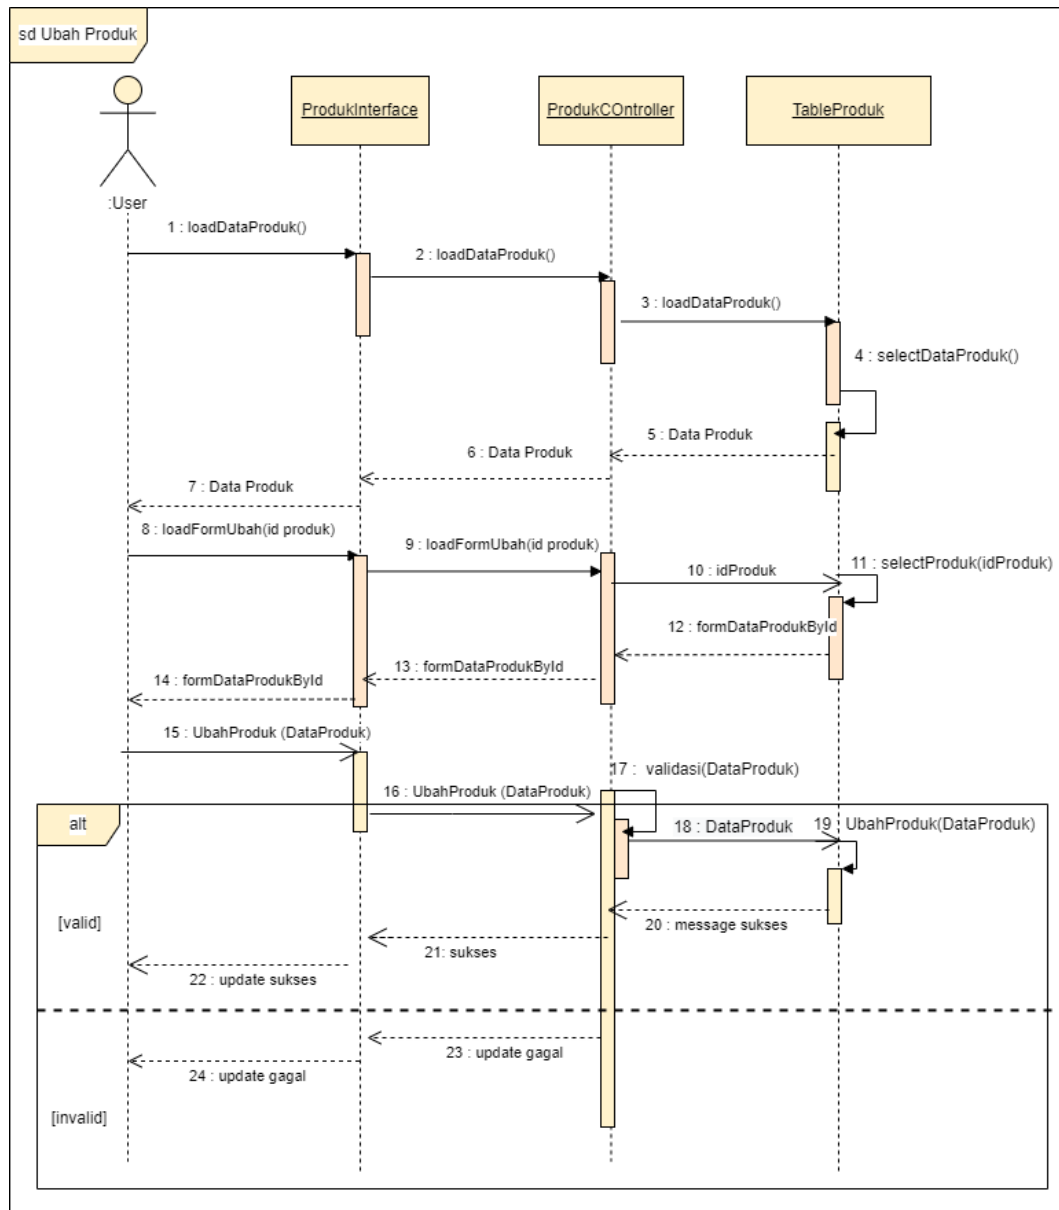 sd Ubah Produk
ProdukInterface
ProdukCOntroller
TableProduk
:User
1 : loadDataProduk()
2 : loadDataProduk()
3 : loadDataProduk()
4 : selectDataProduk()
5 : Data Produk
6 : Data Produk
7 : Data Produk
8 : loadFormUbah(id produk)
9 : loadFormUbah(id produk)
10 : idProduk
11 : selectProduk(idProduk)
12 : formDataProdukById
13 : formDataProdukById
14 : formDataProdukById
15 : UbahProduk (DataProduk)
16 : UbahProduk (DataProduk)
17 : validasi(DataProduk)
alt
18 : DataProduk
19 UbahProduk(DataProduk)
[valid]
20 : message sukses
21: sukses
22 : update sukses
23 : update gagal
24 : update gagal
[invalid]